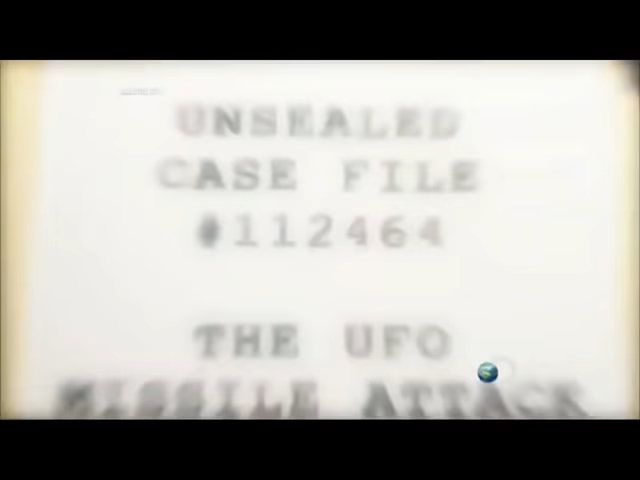 UNSEALED
CASE FILE
#112464
THE UFO
MISSILE ATTACK